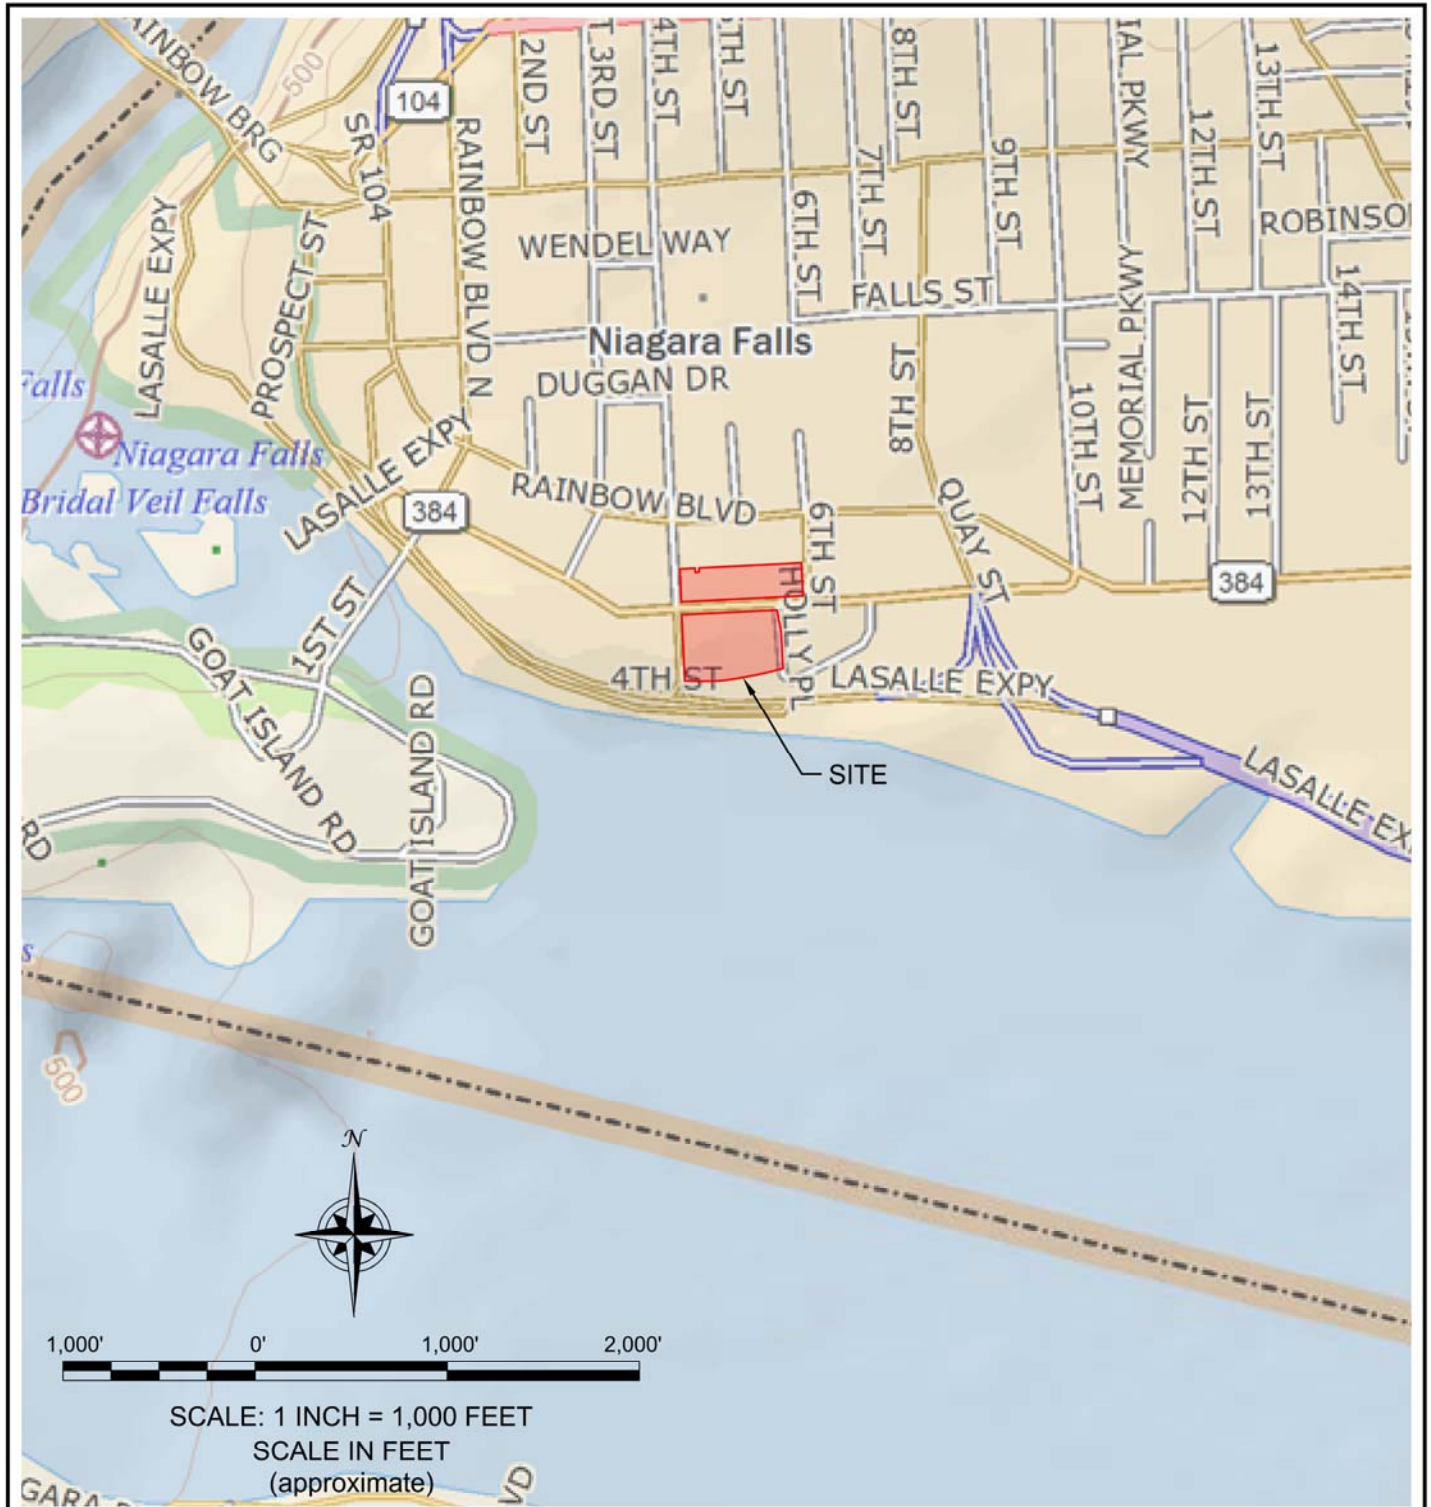 RAINBOW BRG
500
104
SR 104
RAINBOW BLVD N
2ND ST
3RD ST
4TH ST
5TH ST
8TH ST
7TH ST
6TH ST
9TH ST
MEMORIAL PKWY
12TH ST
13TH ST
ROBINSO
WENDEL WAY
FALLS ST
14TH ST
LASALLE EXPY
PROSPECT ST
Niagara Falls
DUGGAN DR
8TH ST
10TH ST
12TH ST
13TH ST
Falls
Niagara Falls
Bridal Veil Falls
LASALLE EXPY
384
RAINBOW BLVD
QUAY ST
6TH ST
HOLLY PL
384
1ST ST
GOAT ISLAND RD
GOAT ISLAND RD
4TH ST
LASALLE EXPY
SITE
LASALLE EX
RD
s
500
N
1,000' 0' 1,000' 2,000'
SCALE: 1 INCH = 1,000 FEET
SCALE IN FEET
(approximate)
VD